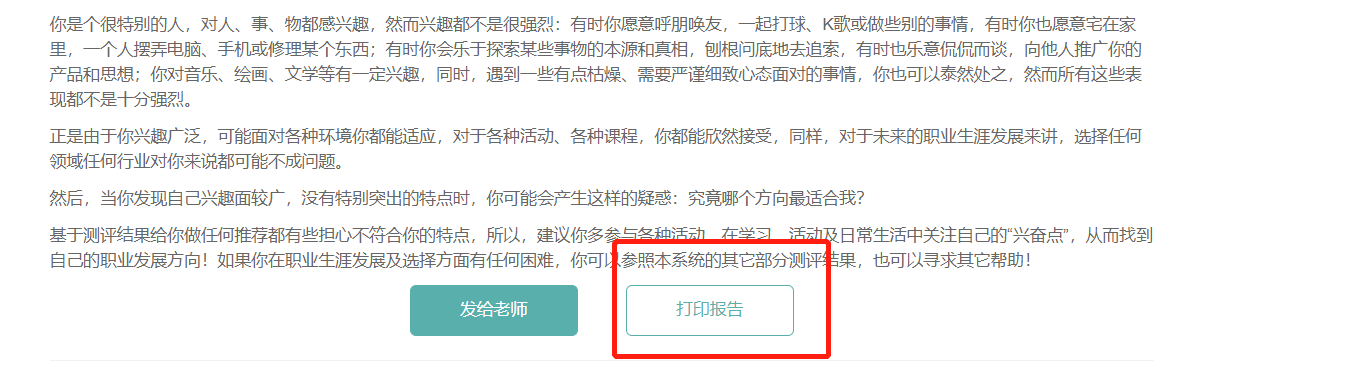 你是个很特别的人，对人、事、物都感兴趣，然而兴趣都不是很强烈：有时你愿意呼朋唤友，一起打球、K歌或做些别的事情，有时你也愿意宅在家
里，一个人摆弄电脑、手机或修理某个东西；有时你会乐于探索某些事物的本源和真相，刨根问底地去追索，有时也乐意侃侃而谈，向他人推广你的
产品和思想；你对音乐、绘画、文学等有一定兴趣，同时，遇到一些有点枯燥、需要严谨细致心态面对的事情，你也可以泰然处之，然而所有这些表
现都不是十分强烈。
正是由于你兴趣广泛，可能面对各种环境你都能适应，对于各种活动、各种课程，你都能欣然接受，同样，对于未来的职业生涯发展来讲，选择任何
领域任何行业对你来说都可能不成问题。
然后，当你发现自己兴趣面较广，没有特别突出的特点时，你可能会产生这样的疑惑：究竟哪个方向最适合我？
基于测评结果给你做任何推荐都有些担心不符合你的特点，所以，建议你多参与各种活动，在学习、活动及日常生活中关注自己的“兴奋点”，从而找到
自己的职业发展方向！如果你在职业生涯发展及选择方面有任何困难，你可以参照本系统的其它部分测评结果，也可以寻求其它帮助！
发给老师
打印报告